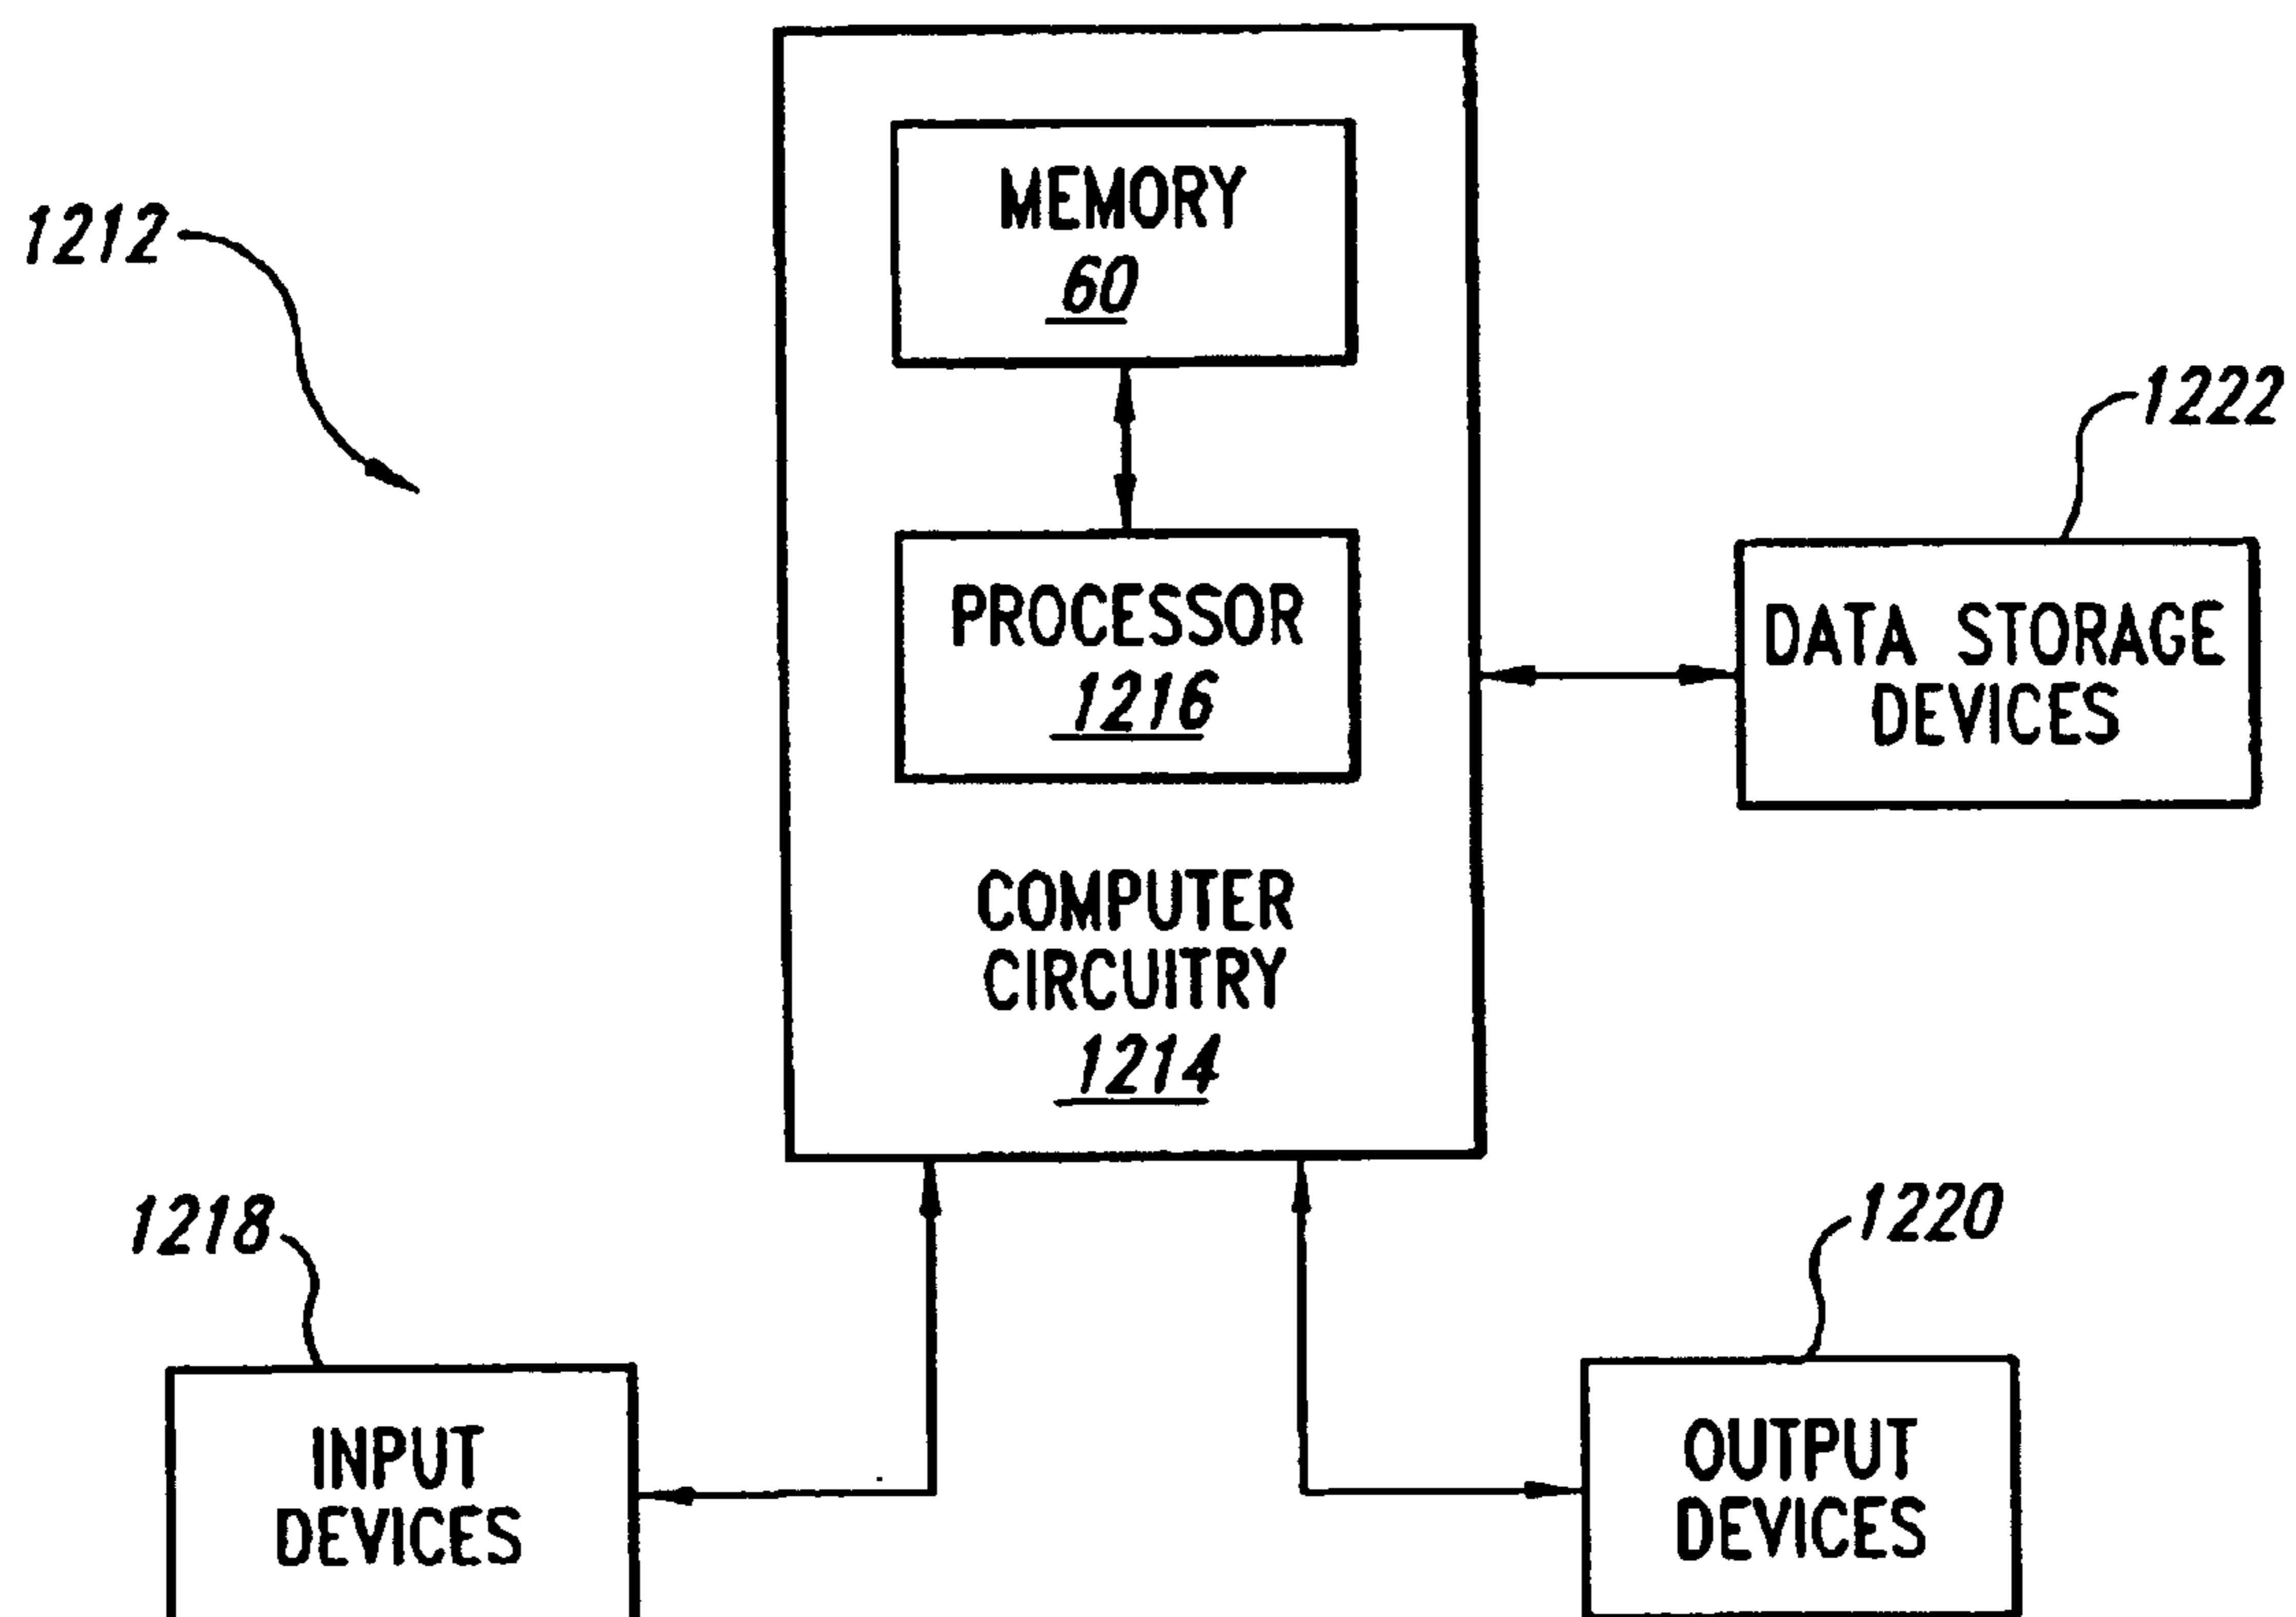 MEMORY
60
1212
1222
PROCESSOR
1216
DATA STORAGE
DEVICES
COMPUTER
CIRCUITRY
1214
1218
1220
INPUT
DEVICES
OUTPUT
DEVICES